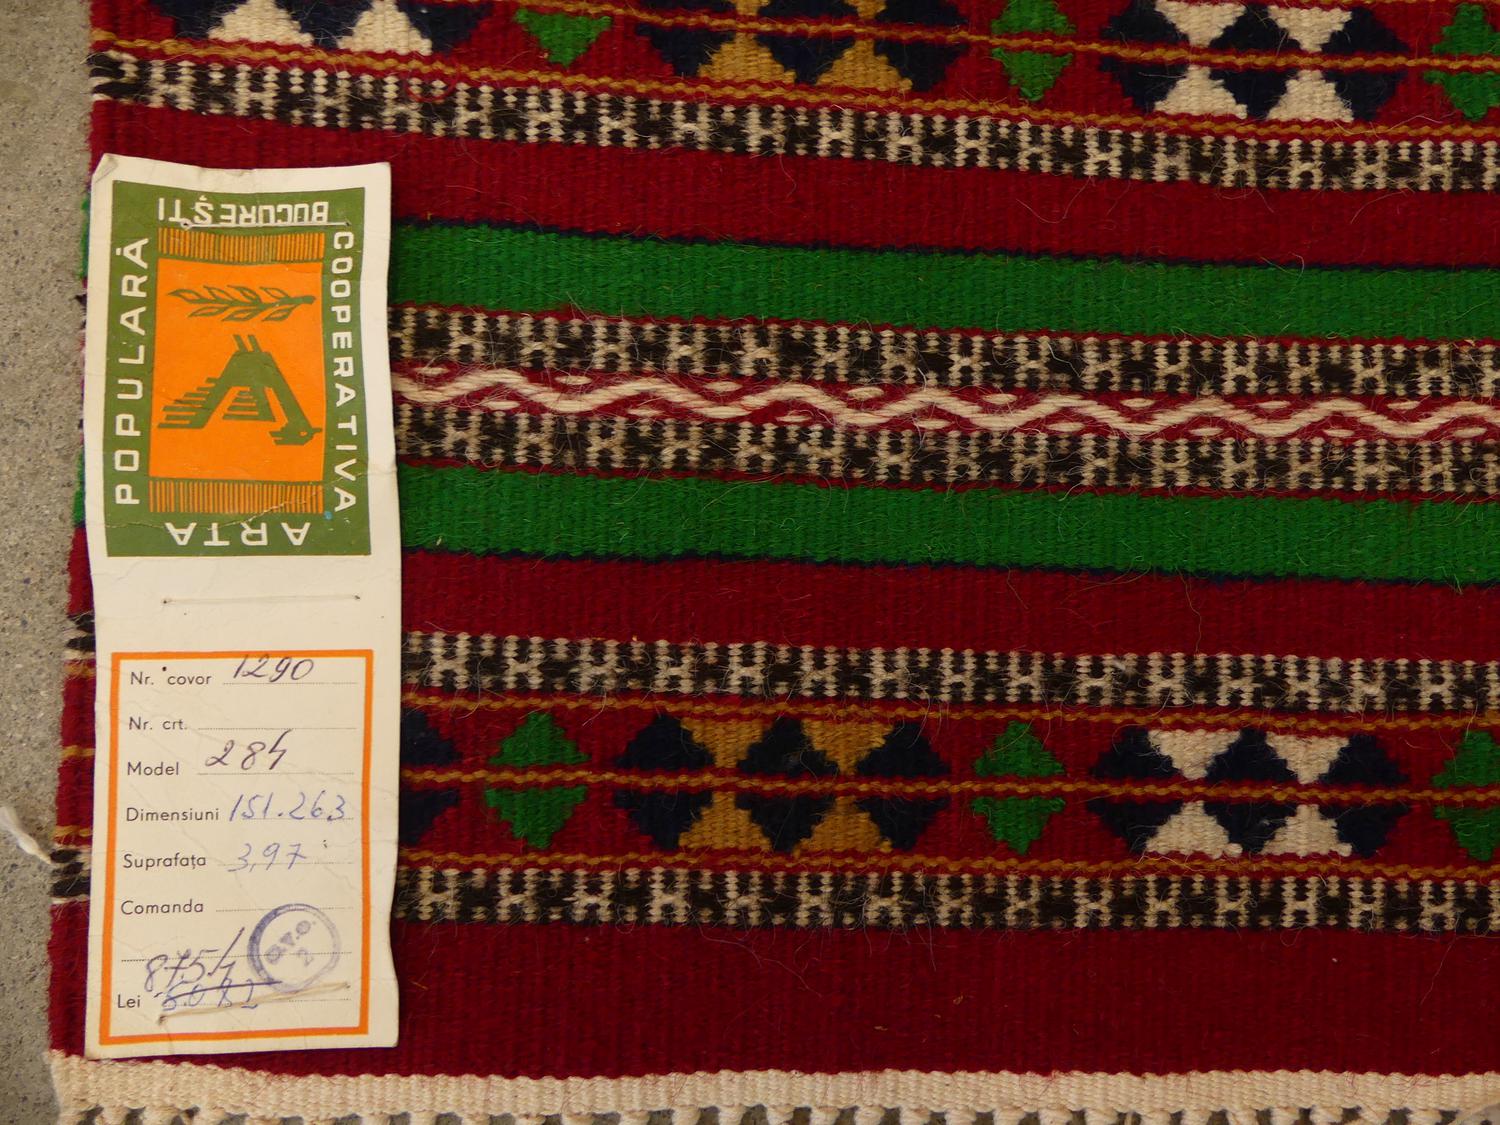 COOPERATIVA
ARTA
POPULARĂ
BUCUREŞTI
Nr. covor 1290
Nr. crt.
Model 284
Dimensiuni 151.263
Suprafaţa 3,97
Comanda
8754
Lei